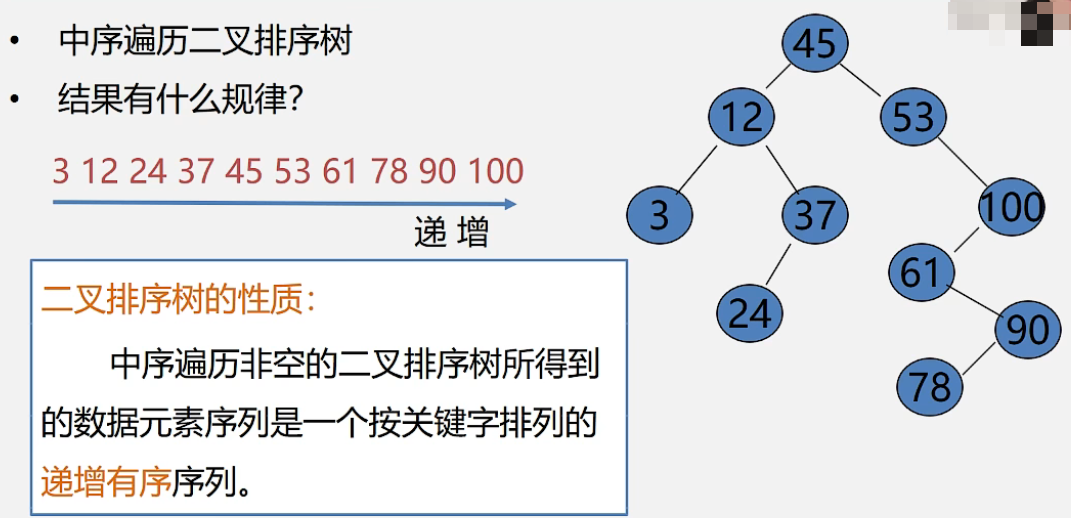 • 中序遍历二叉排序树
• 结果有什么规律？
3 12 24 37 45 53 61 78 90 100
递 增
二叉排序树的性质：
中序遍历非空的二叉排序树所得到
的数据元素序列是一个按关键字排列的
递增有序序列。
45
12
53
3
37
100
61
24
90
78